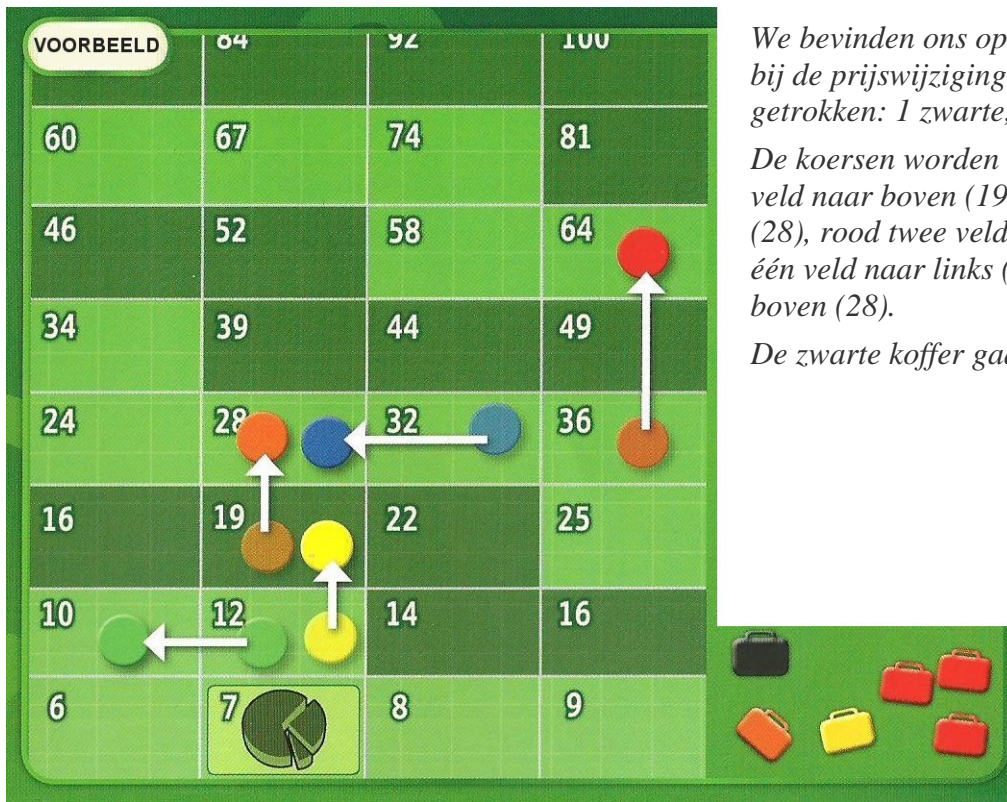 VOORBEELD
84 92 100
60 67 74 81
46 52 58 64
34 39 44 49
24 28 32 36
16 19 22 25
10 12 14 16
6 7 8 9
We bevinden ons op
bij de prijswijziging
getrokken: 1 zwarte,
De koersen worden
veld naar boven (19
(28), rood twee veld
één veld naar links (
boven (28).
De zwarte koffer gaa